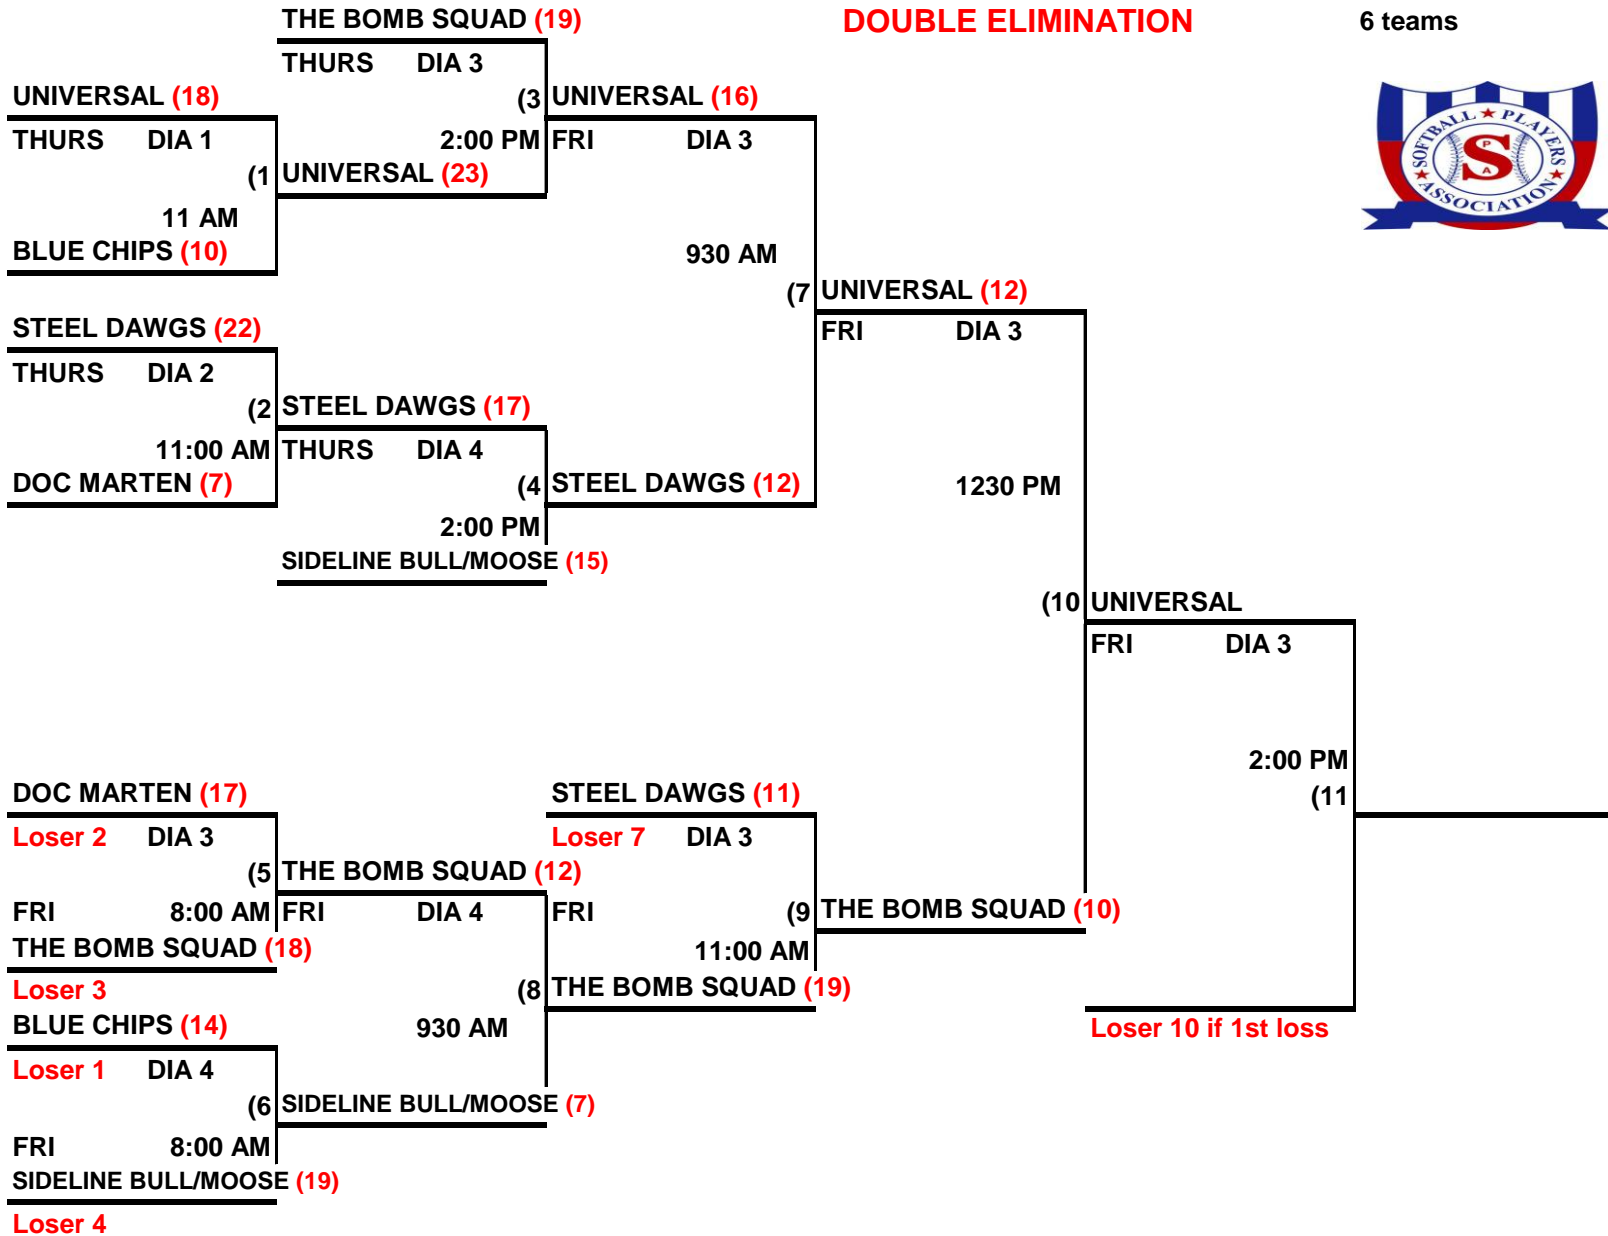 THE BOMB SQUAD (19)
DOUBLE ELIMINATION
6 teams
THURS DIA 3
UNIVERSAL (18)
(3 UNIVERSAL (16)
THURS DIA 1
2:00 PM FRI DIA 3
(1 UNIVERSAL (23)
11 AM
BLUE CHIPS (10)
930 AM
(7 UNIVERSAL (12)
STEEL DAWGS (22)
FRI DIA 3
THURS DIA 2
(2 STEEL DAWGS (17)
11:00 AM THURS DIA 4
DOC MARTEN (7)
(4 STEEL DAWGS (12)
1230 PM
2:00 PM
SIDELINE BULL/MOOSE (15)
(10 UNIVERSAL
FRI DIA 3
2:00 PM
DOC MARTEN (17)
STEEL DAWGS (11)
(11
Loser 2 DIA 3
Loser 7 DIA 3
(5 THE BOMB SQUAD (12)
FRI 8:00 AM FRI DIA 4
FRI (9 THE BOMB SQUAD (10)
THE BOMB SQUAD (18)
11:00 AM
Loser 3
(8 THE BOMB SQUAD (19)
BLUE CHIPS (14)
930 AM
Loser 10 if 1st loss
Loser 1 DIA 4
(6 SIDELINE BULL/MOOSE (7)
FRI 8:00 AM
SIDELINE BULL/MOOSE (19)
Loser 4
SOFTBALL PLAYERS
P
S
A
ASSOCIATION